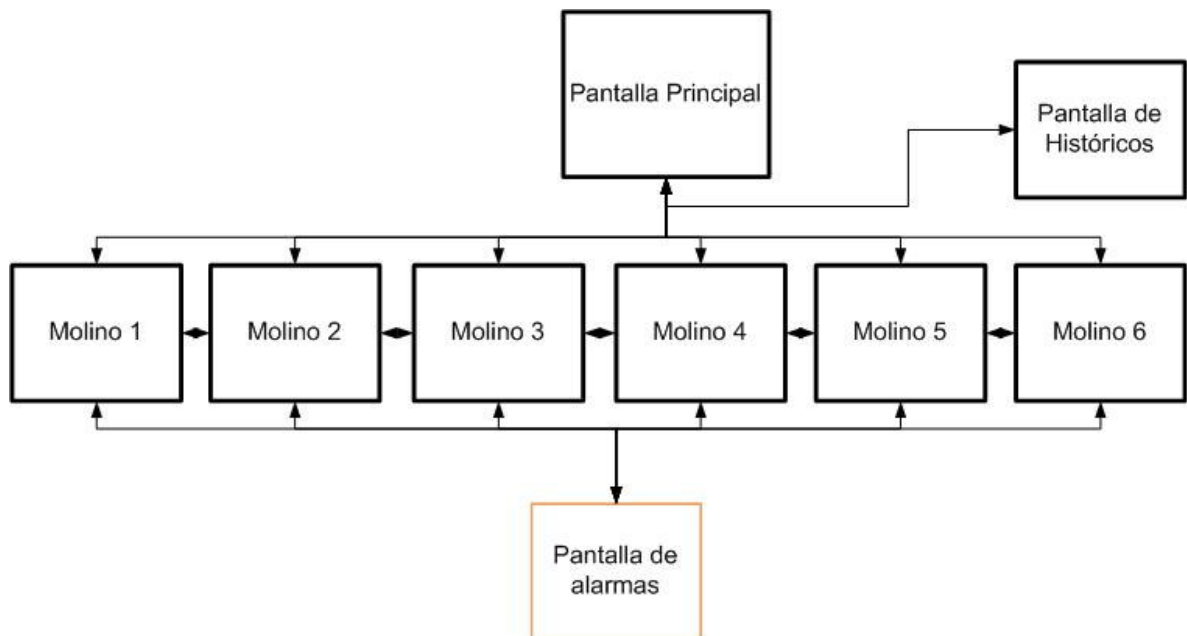 Pantalla Principal
Pantalla de
Históricos
Molino 1
Molino 2
Molino 3
Molino 4
Molino 5
Molino 6
Pantalla de
alarmas